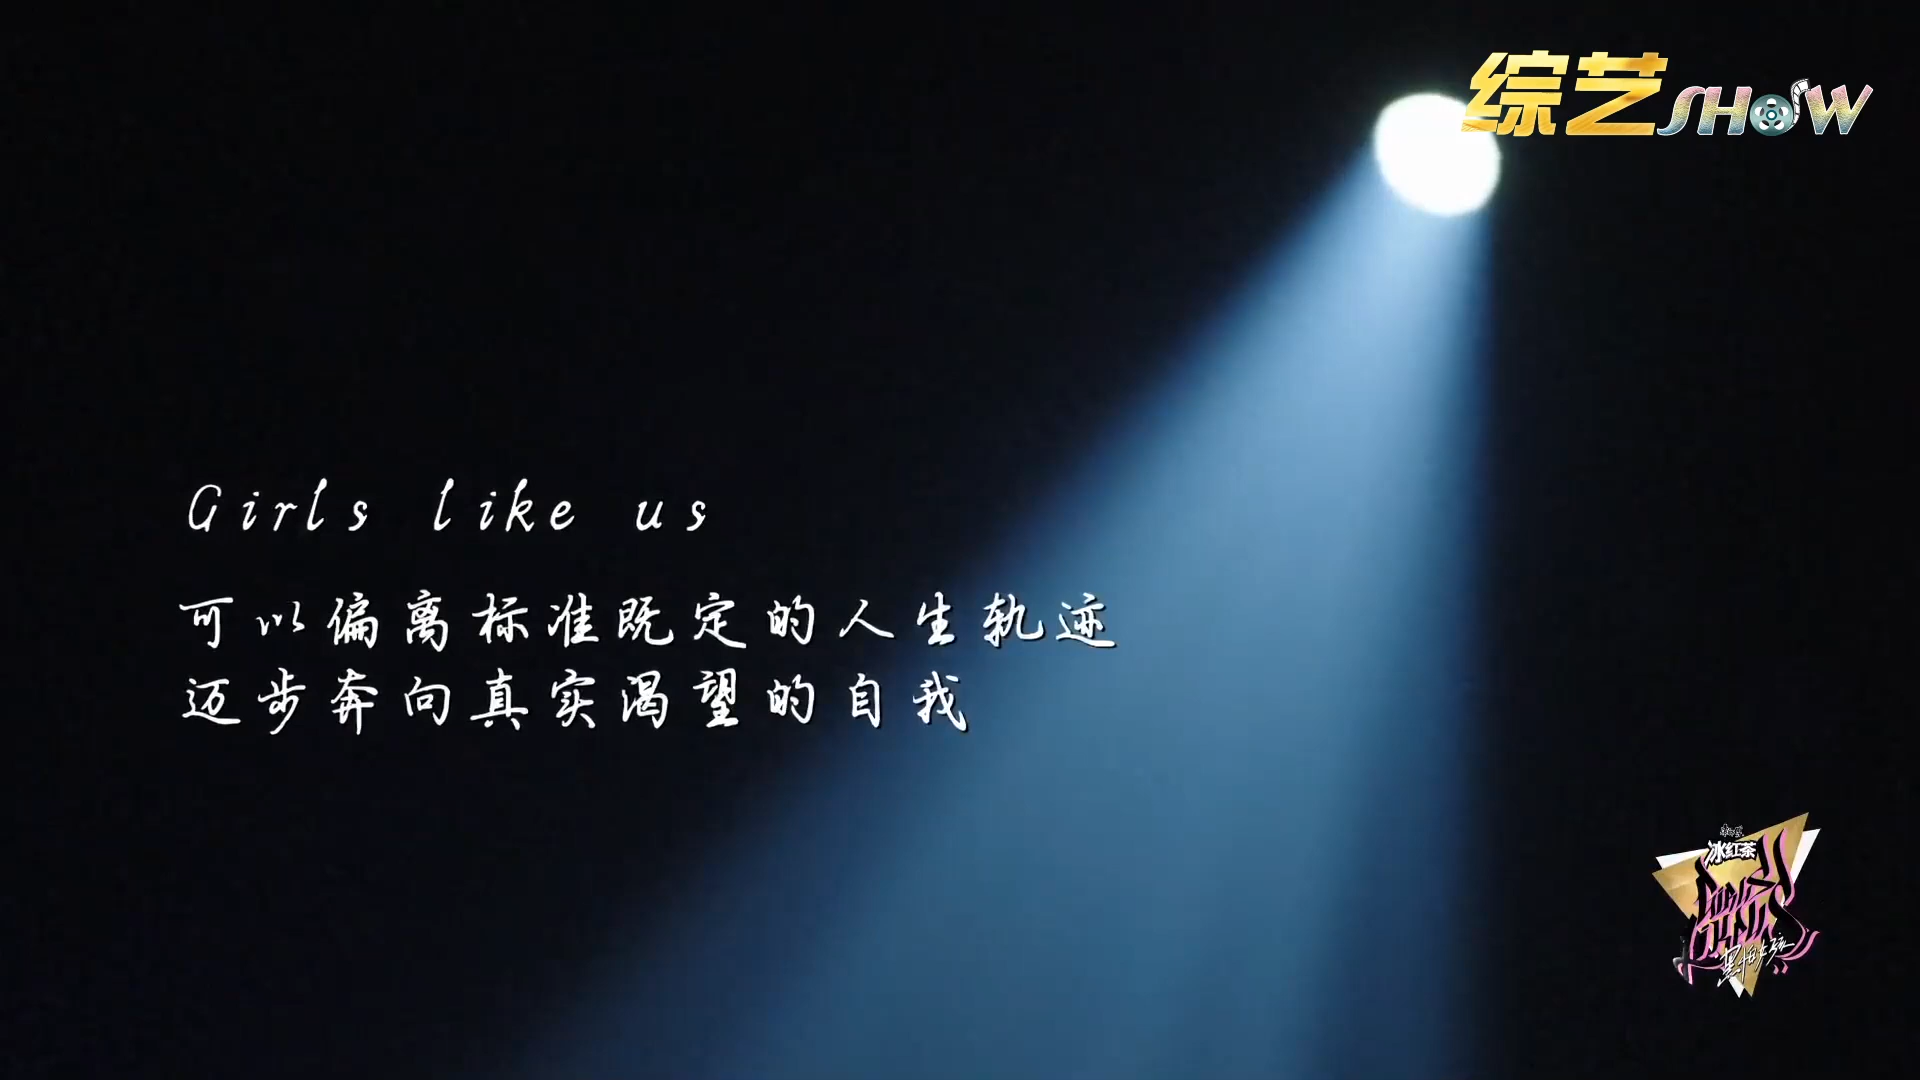 综艺SHOW
Girls like us
可以偏离标准既定的人生轨迹
迈步奔向真实渴望的自我
冰红茶